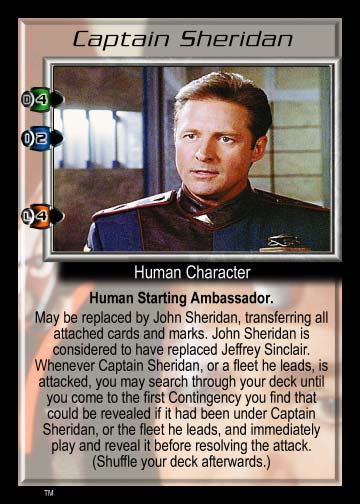 Captain Sheridan
D 4
I 2
L 4
Human Character
Human Starting Ambassador.
May be replaced by John Sheridan, transferring all
attached cards and marks. John Sheridan is
considered to have replaced Jeffrey Sinclair.
Whenever Captain Sheridan, or a fleet he leads, is
attacked, you may search through your deck until
you come to the first Contingency you find that
could be revealed if it had been under Captain
Sheridan, or the fleet he leads, and immediately
play and reveal it before resolving the attack.
(Shuffle your deck afterwards.)
TM